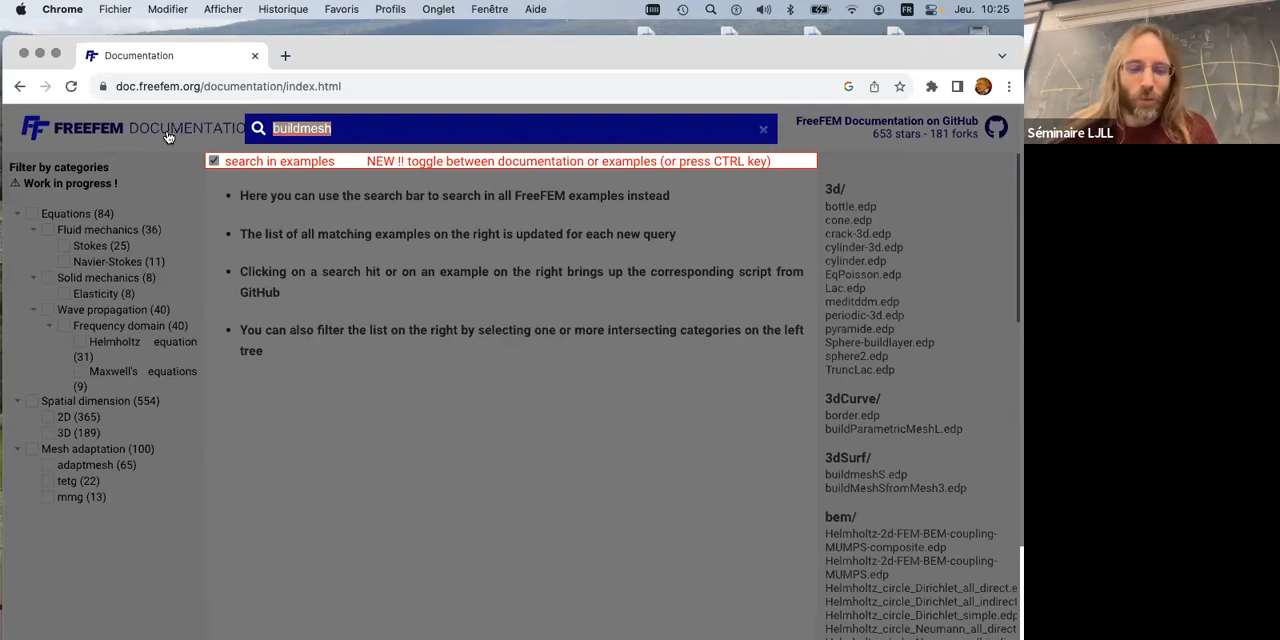 Chrome Fichier Modifier Afficher Historique Favoris Profils Onglet Fenêtre Aide FR Jeu. 10:25
Documentation
doc.freefem.org/documentation/index.html
FREEFEM DOCUMENTATIO
buildmesh
FreeFEM Documentation on GitHub
653 stars - 181 forks
Séminaire LJLL
search in examples NEW !! toggle between documentation or examples (or press CTRL key)
Filter by categories
⚠ Work in progress !
Equations (84)
Fluid mechanics (36)
Stokes (25)
Navier-Stokes (11)
Solid mechanics (8)
Elasticity (8)
Wave propagation (40)
Frequency domain (40)
Helmholtz equation
(31)
Maxwell's equations
(9)
Spatial dimension (554)
2D (365)
3D (189)
Mesh adaptation (100)
adaptmesh (65)
tetg (22)
mmg (13)
• Here you can use the search bar to search in all FreeFEM examples instead
• The list of all matching examples on the right is updated for each new query
• Clicking on a search hit or on an example on the right brings up the corresponding script from
GitHub
• You can also filter the list on the right by selecting one or more intersecting categories on the left
tree
3d/
bottle.edp
cone.edp
crack-3d.edp
cylinder-3d.edp
cylinder.edp
EqPoisson.edp
Lac.edp
meditddm.edp
periodic-3d.edp
pyramide.edp
Sphere-buildlayer.edp
sphere2.edp
TruncLac.edp
3dCurve/
border.edp
buildParametricMeshL.edp
3dSurf/
buildmeshS.edp
buildMeshSfromMesh3.edp
bem/
Helmholtz-2d-FEM-BEM-coupling-
MUMPS-composite.edp
Helmholtz-2d-FEM-BEM-coupling-
MUMPS.edp
Helmholtz_circle_Dirichlet_all_direct.e
Helmholtz_circle_Dirichlet_all_indirect
Helmholtz_circle_Dirichlet_simple.edp
Helmholtz_circle_Neumann_all_direct